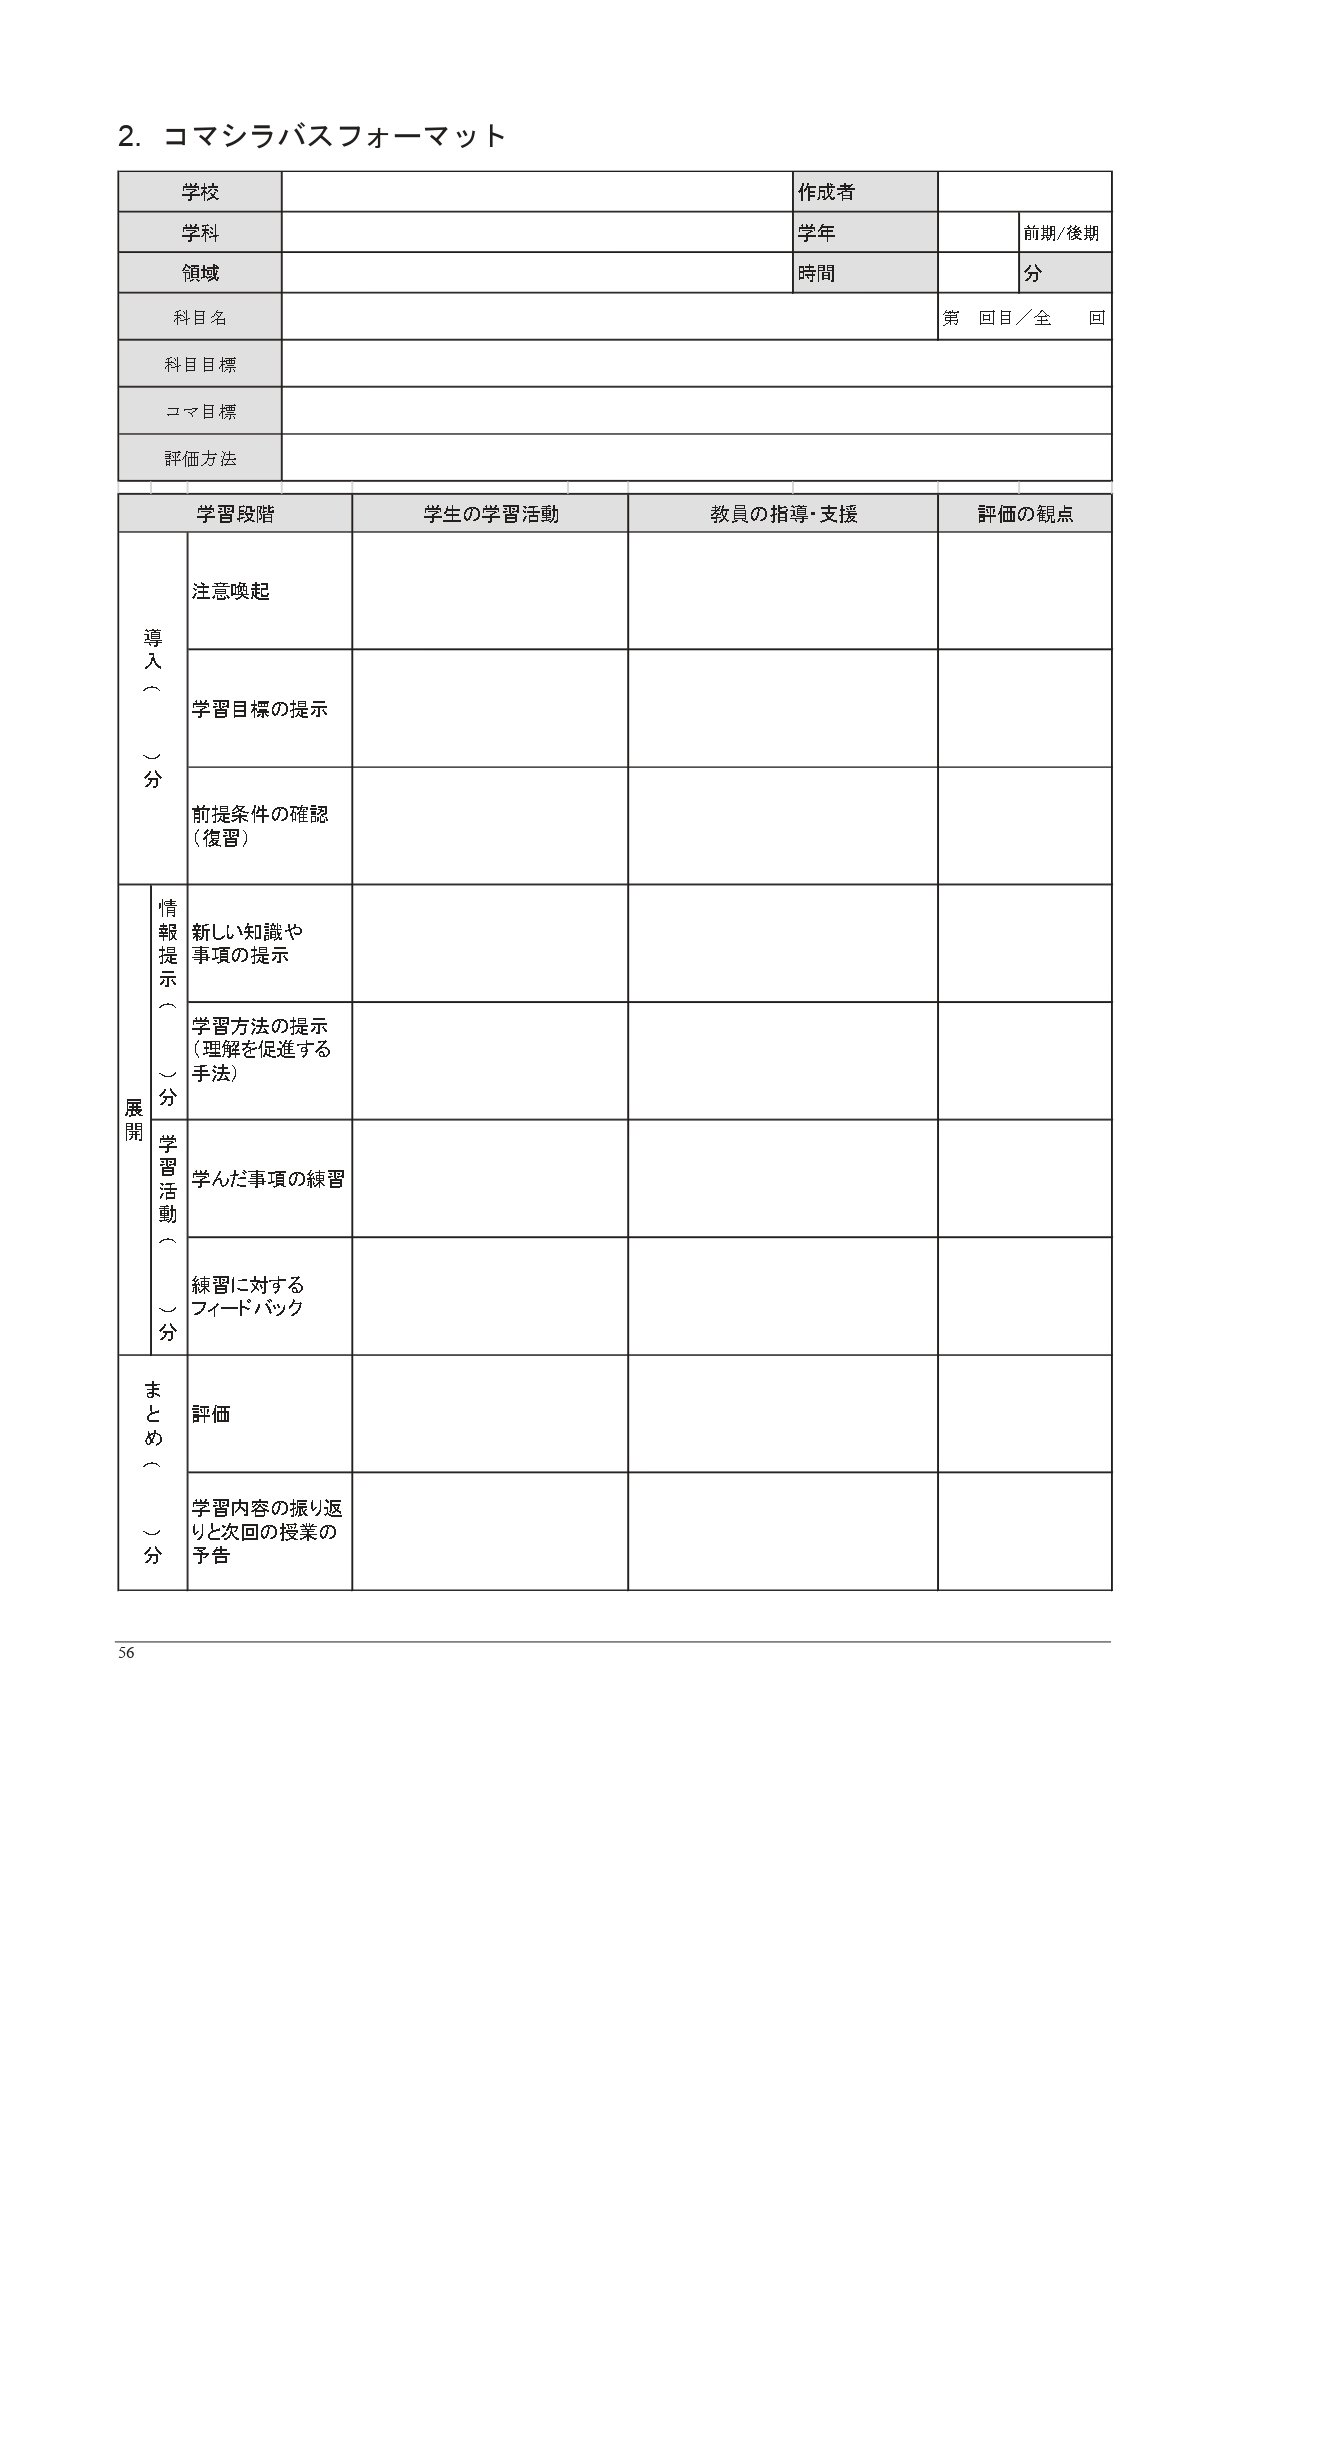 2. コマシラバスフォーマット
学校
作成者
学科
学年
前期/後期
領域
時間
分
科目名
第　回目／全　　回
科目目標
コマ目標
評価方法
学習段階
学生の学習活動
教員の指導・支援
評価の観点
導入（　　）分
注意喚起
学習目標の提示
前提条件の確認
（復習）
展開
情報提示（　　）分
新しい知識や
事項の提示
学習方法の提示
（理解を促進する
手法）
学習活動（　　）分
学んだ事項の練習
練習に対する
フィードバック
まとめ（　　）分
評価
学習内容の振り返
りと次回の授業の
予告
56